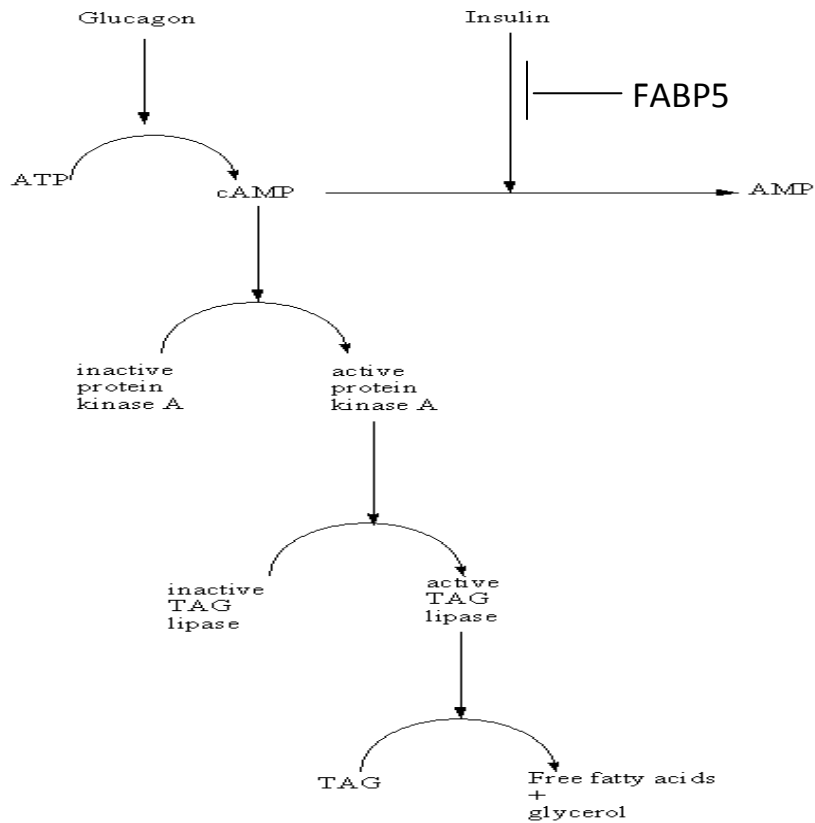 Glucagon
Insulin
FABP5
ATP
cAMP
AMP
inactive
protein
kinase A
active
protein
kinase A
inactive
TAG
lipase
active
TAG
lipase
TAG
Free fatty acids
+
glycerol